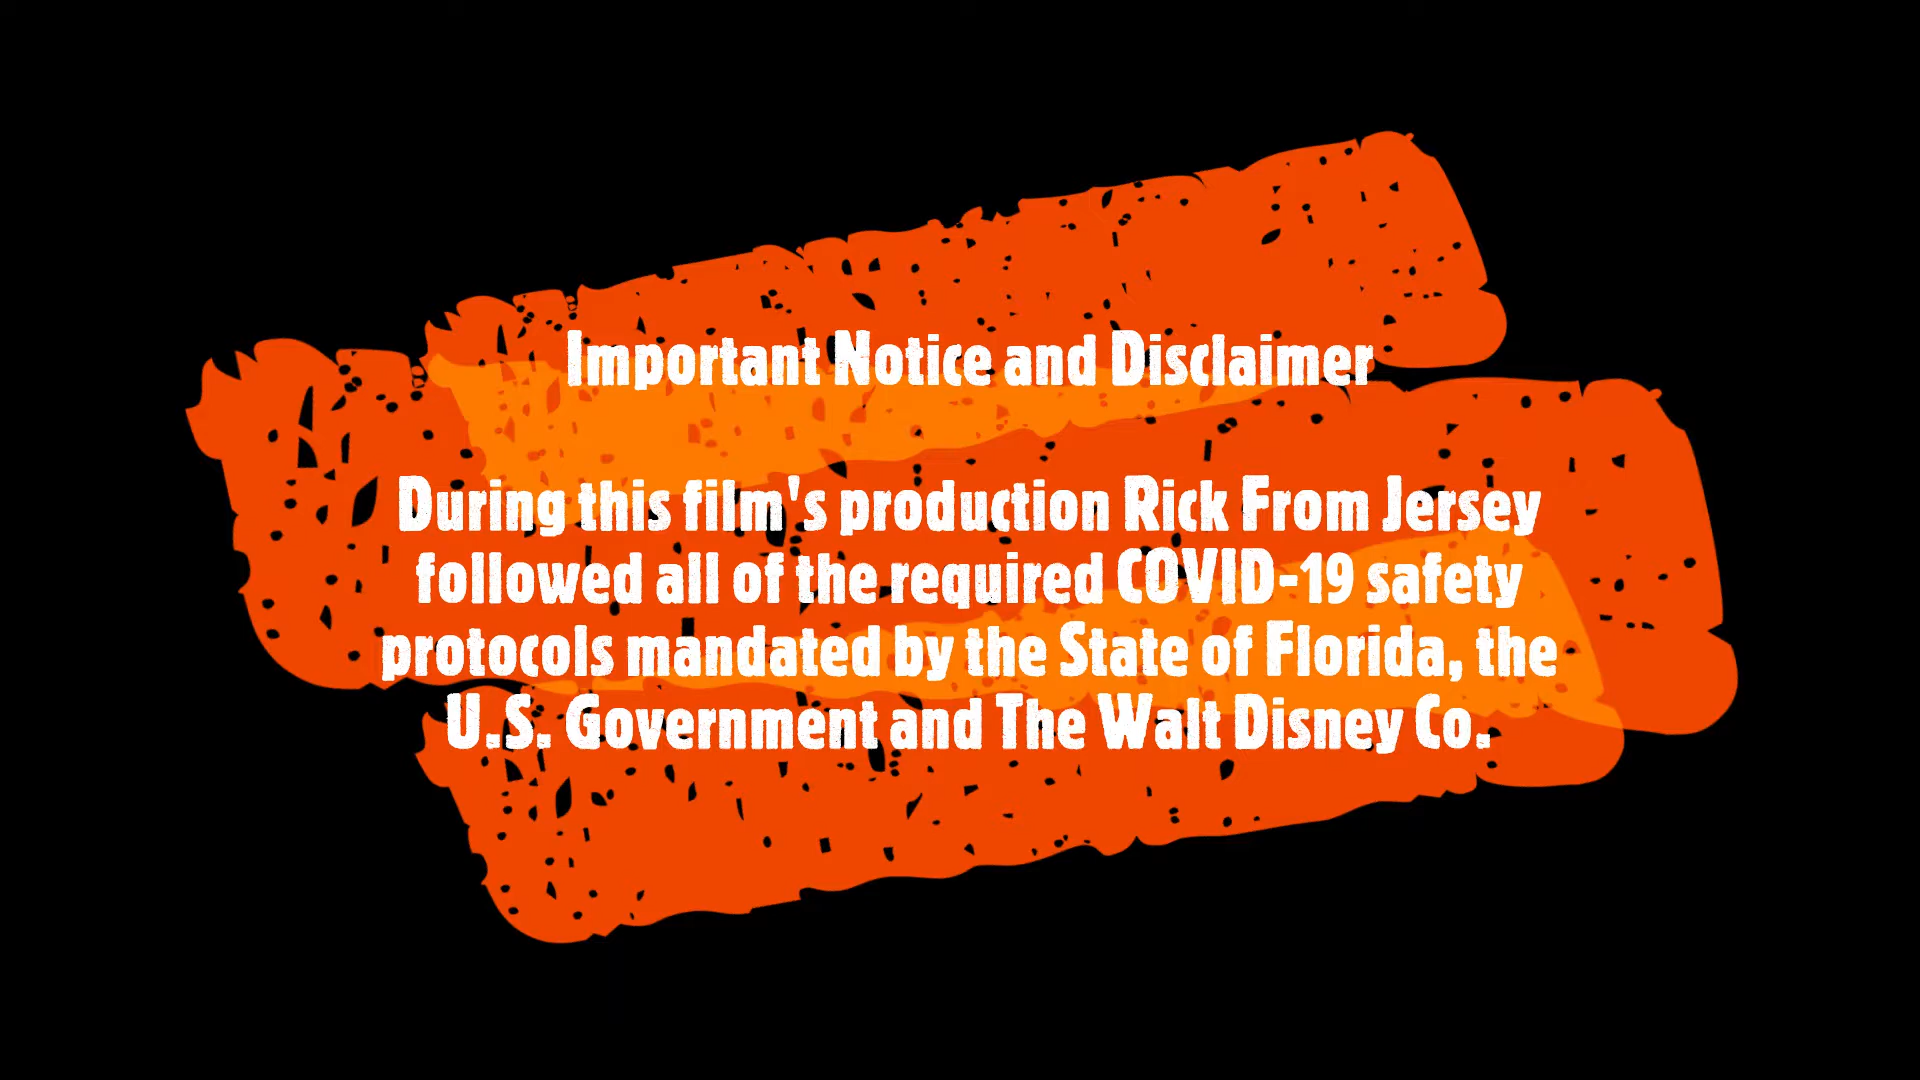 Important Notice and Disclaimer
During this film's production Rick From Jersey
followed all of the required COVID-19 safety
protocols mandated by the State of Florida, the
U.S. Government and The Walt Disney Co.